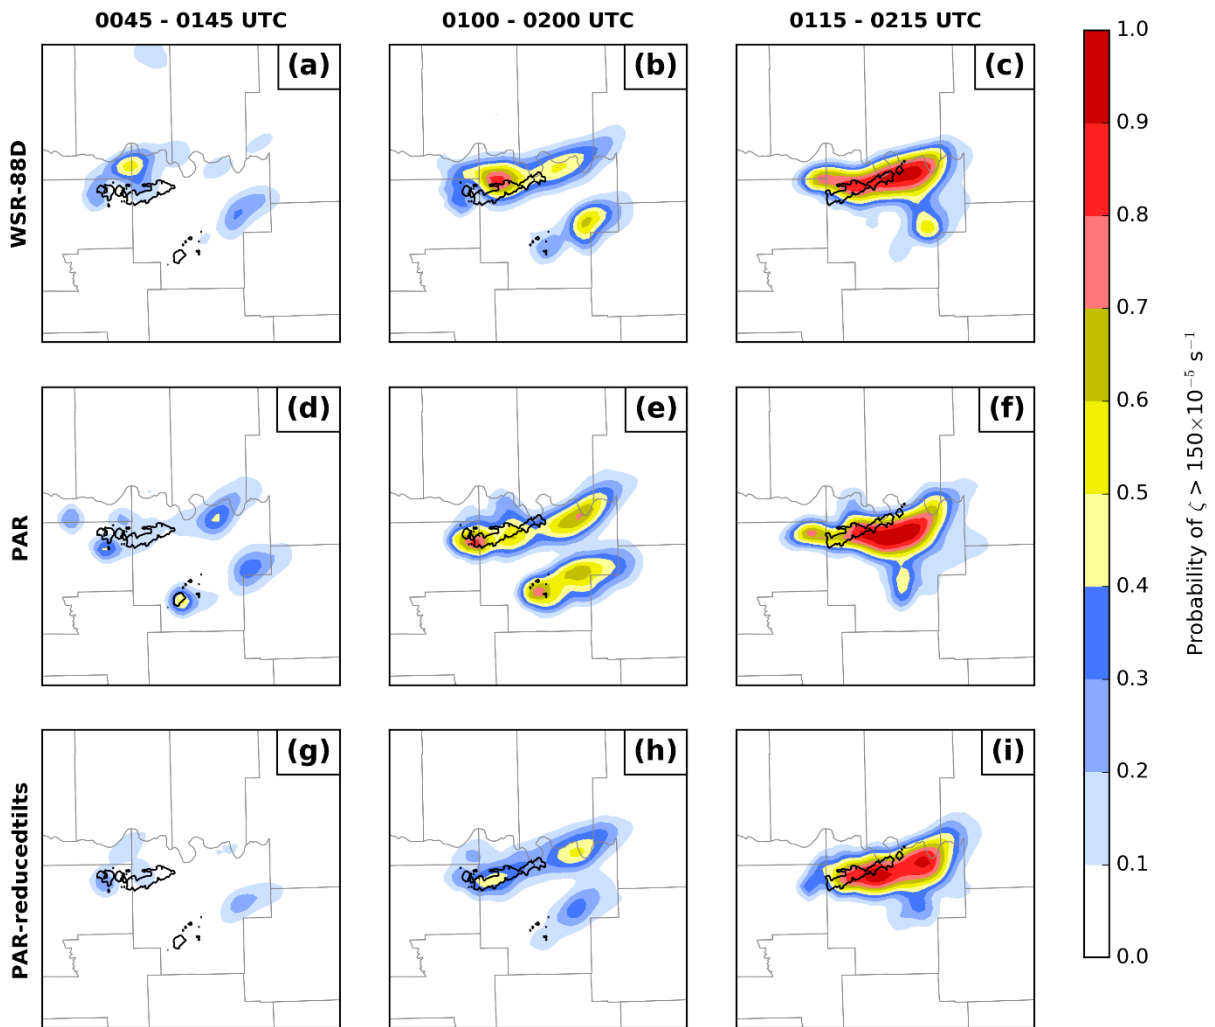 0045 - 0145 UTC
0100 - 0200 UTC
0115 - 0215 UTC
WSR-88D
(a)
(b)
(c)
PAR
(d)
(e)
(f)
PAR-reducedtilts
(g)
(h)
(i)
1.0
0.9
0.8
0.7
0.6
0.5
0.4
0.3
0.2
0.1
0.0
Probability of ζ > 150×10⁻⁵ s⁻¹